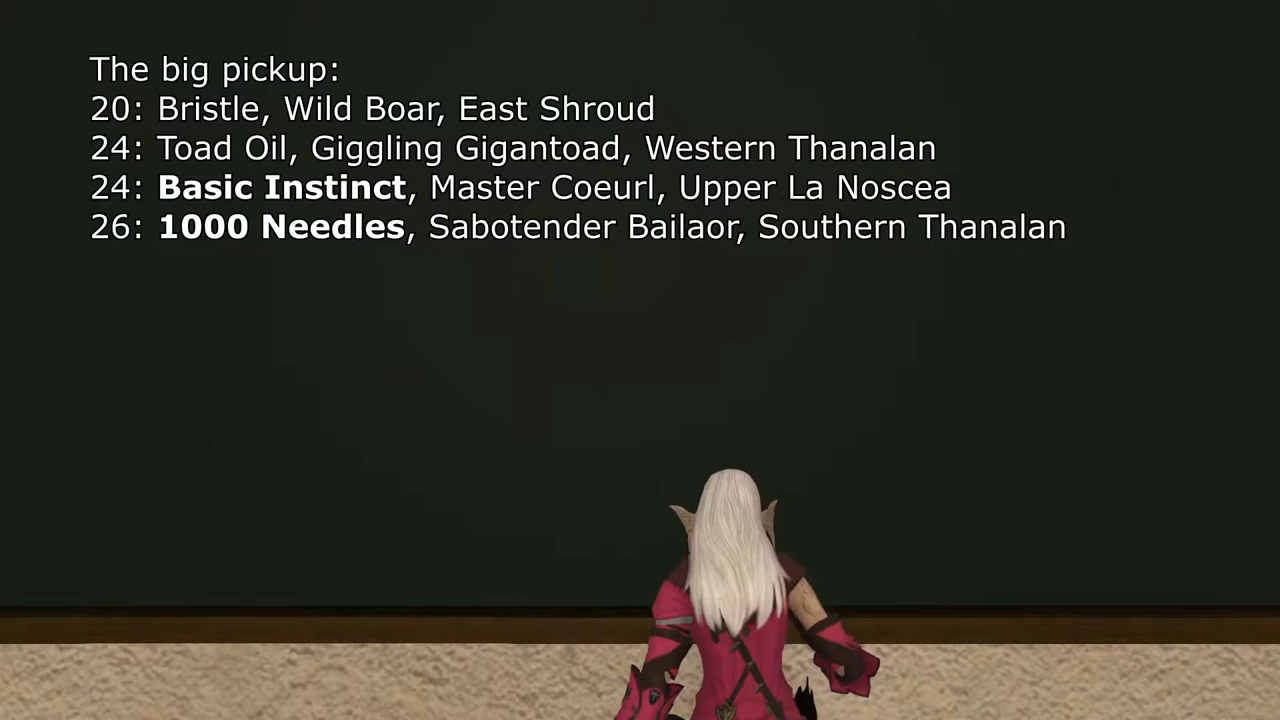 The big pickup:
20: Bristle, Wild Boar, East Shroud
24: Toad Oil, Giggling Gigantoad, Western Thanalan
24: Basic Instinct, Master Coeurl, Upper La Noscea
26: 1000 Needles, Sabotender Bailaor, Southern Thanalan